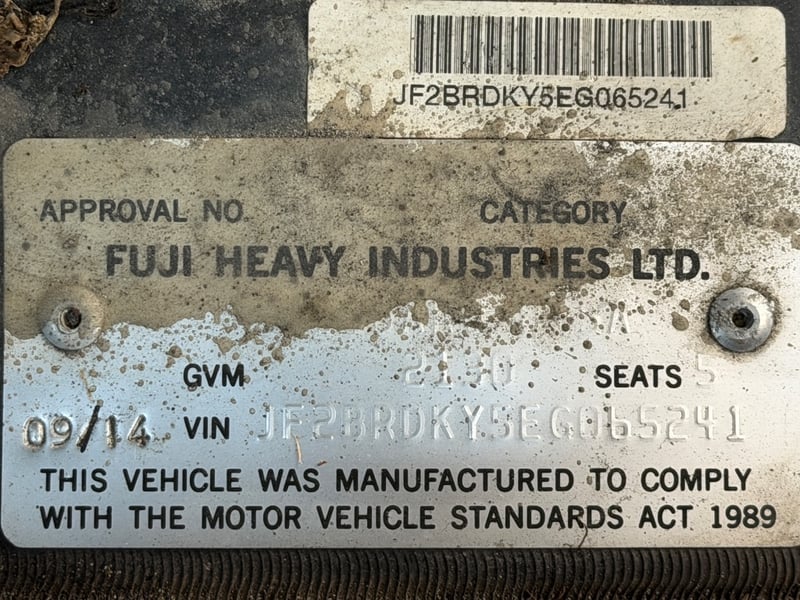 JF2BRDKY5EG065241
APPROVAL NO. CATEGORY
FUJI HEAVY INDUSTRIES LTD.
A
GVM SEATS 5
09/14 VIN JF2BRDKY5EG065241
THIS VEHICLE WAS MANUFACTURED TO COMPLY
WITH THE MOTOR VEHICLE STANDARDS ACT 1989